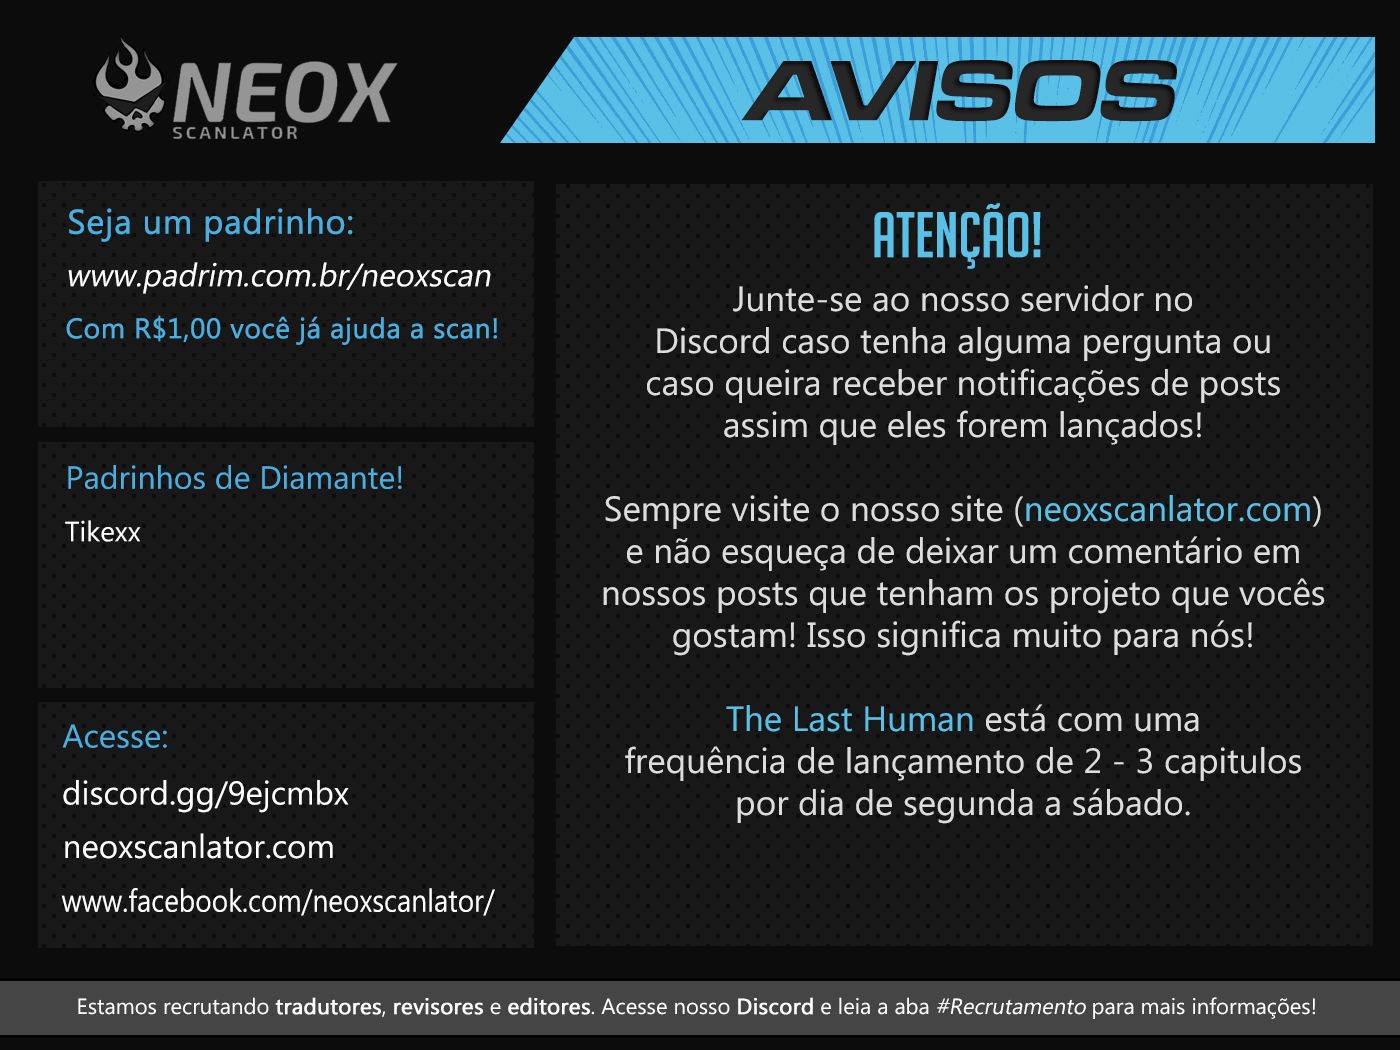 NEOX
SCANLATOR
AVISOS
Seja um padrinho:
www.padrim.com.br/neoxscan
Com R$1,00 você já ajuda a scan!
Padrinhos de Diamante!
Tikexx
Acesse:
discord.gg/9ejcmbx
neoxscanlator.com
www.facebook.com/neoxscanlator/
ATENÇÃO!
Junte-se ao nosso servidor no
Discord caso tenha alguma pergunta ou
caso queira receber notificações de posts
assim que eles forem lançados!
Sempre visite o nosso site (neoxscanlator.com)
e não esqueça de deixar um comentário em
nossos posts que tenham os projeto que vocês
gostam! Isso significa muito para nós!
The Last Human está com uma
frequência de lançamento de 2 - 3 capitulos
por dia de segunda a sábado.
Estamos recrutando tradutores, revisores e editores. Acesse nosso Discord e leia a aba #Recrutamento para mais informações!